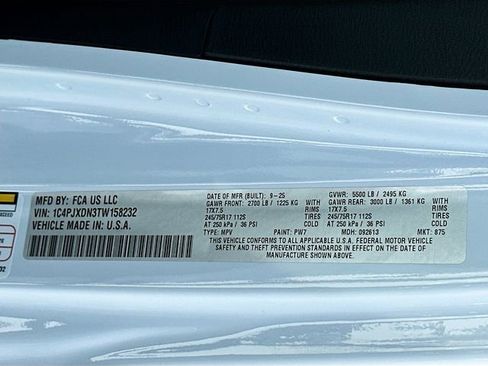 MFD BY: FCA US LLC
VIN: 1C4PJXDN3TW158232
VEHICLE MADE IN: U.S.A.
DATE OF MFR (BUILT): 9-25 GVWR: 5500 LB / 2495 KG
GAWR FRONT: 2700 LB / 1225 KG WITH GAWR REAR: 3000 LB / 1361 KG WITH
17X7.5 RIMS 17X7.5 RIMS
245/75R17 112S TIRES 245/75R17 112S TIRES
AT 250 kPa / 36 PSI COLD AT 250 kPa / 36 PSI COLD
TYPE: MPV PAINT: PW7 MDH: 092613 MKT: 875
THIS VEHICLE CONFORMS TO ALL APPLICABLE U.S.A. FEDERAL MOTOR VEHICLE
SAFETY AND THEFT PREVENTION STANDARDS IN EFFECT ON THE DATE OF
MANUFACTURE SHOWN ABOVE.